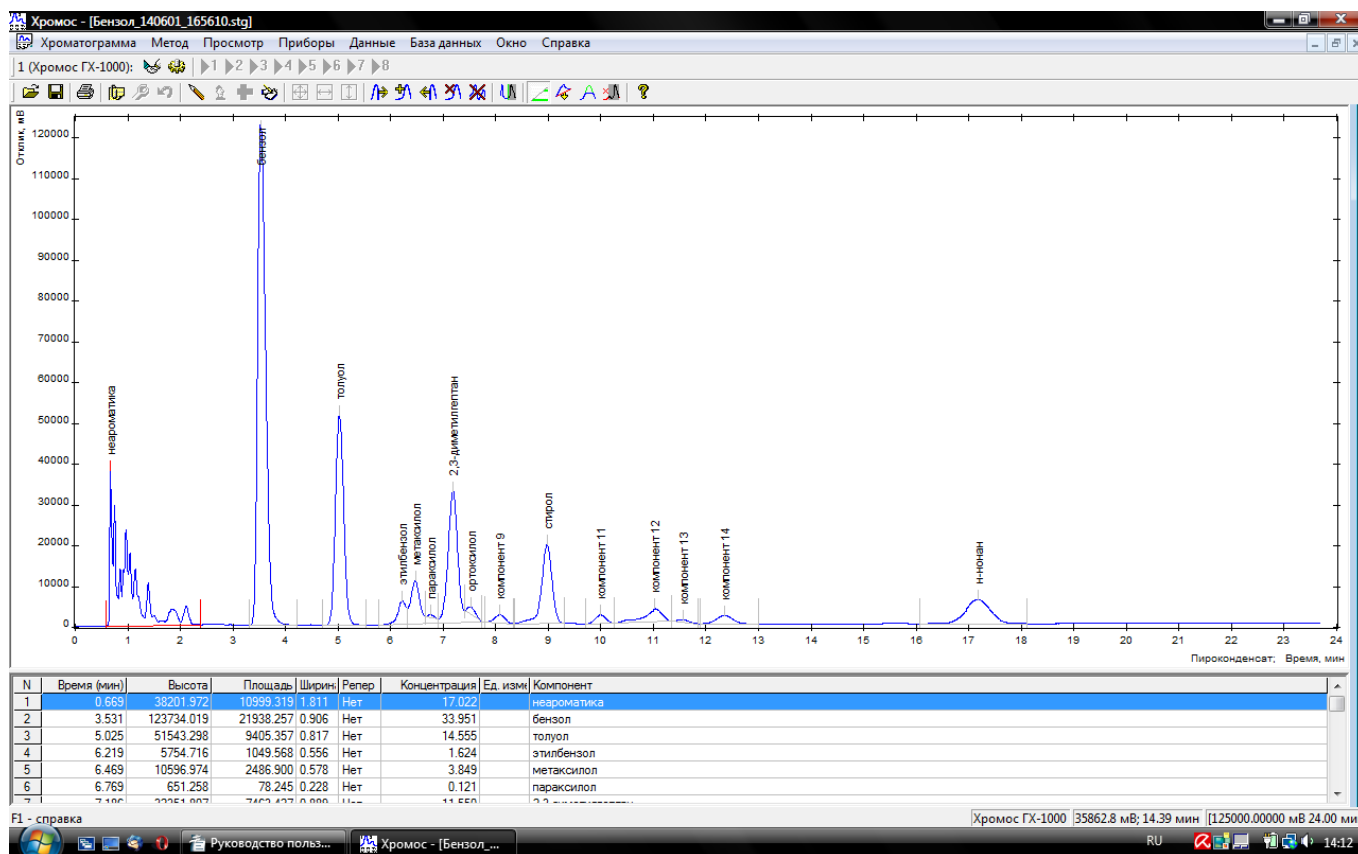 Хромос - [Бензол_140601_165610.stg]
Хроматограмма Метод Просмотр Приборы Данные База данных Окно Справка
1 (Хромос ГХ-1000): 1 2 3 4 5 6 7 8
Отклик, мВ
120000
110000
100000
90000
80000
70000
60000
50000
40000
30000
20000
10000
0
неароматика
бензол
толуол
этилбензол
метаксилол
параксилол
2,3-диметилгептан
ортоксилол
компонент 9
стирол
компонент 11
компонент 12
компонент 13
компонент 14
н-нонан
0 1 2 3 4 5 6 7 8 9 10 11 12 13 14 15 16 17 18 19 20 21 22 23 24
Пироконденсат; Время, мин
N Время (мин) Высота Площадь Ширина Репер Концентрация Ед. изме Компонент
1 0.669 38201.972 10999.319 1.811 Нет 17.022 неароматика
2 3.531 123734.019 21938.257 0.906 Нет 33.951 бензол
3 5.025 51543.298 9405.357 0.817 Нет 14.555 толуол
4 6.219 5754.716 1049.568 0.556 Нет 1.624 этилбензол
5 6.469 10596.974 2486.900 0.578 Нет 3.849 метаксилол
6 6.769 651.258 78.245 0.228 Нет 0.121 параксилол
F1 - справка Хромос ГХ-1000 35862.8 мВ; 14.39 мин [125000.00000 мВ 24.00 ми
Руководство польз... Хромос - [Бензол_... RU 14:12